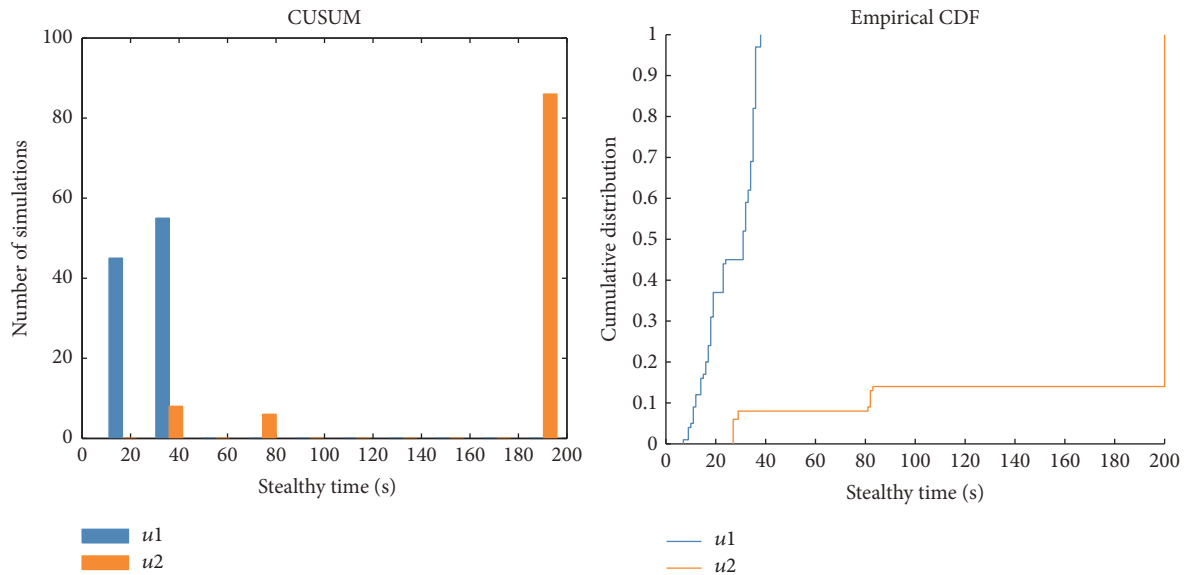 CUSUM
100
80
60
40
20
0
0 20 40 60 80 100 120 140 160 180 200
Number of simulations
Stealthy time (s)
u1
u2
Empirical CDF
1
0.9
0.8
0.7
0.6
0.5
0.4
0.3
0.2
0.1
0
0 20 40 60 80 100 120 140 160 180 200
Cumulative distribution
Stealthy time (s)
u1
u2